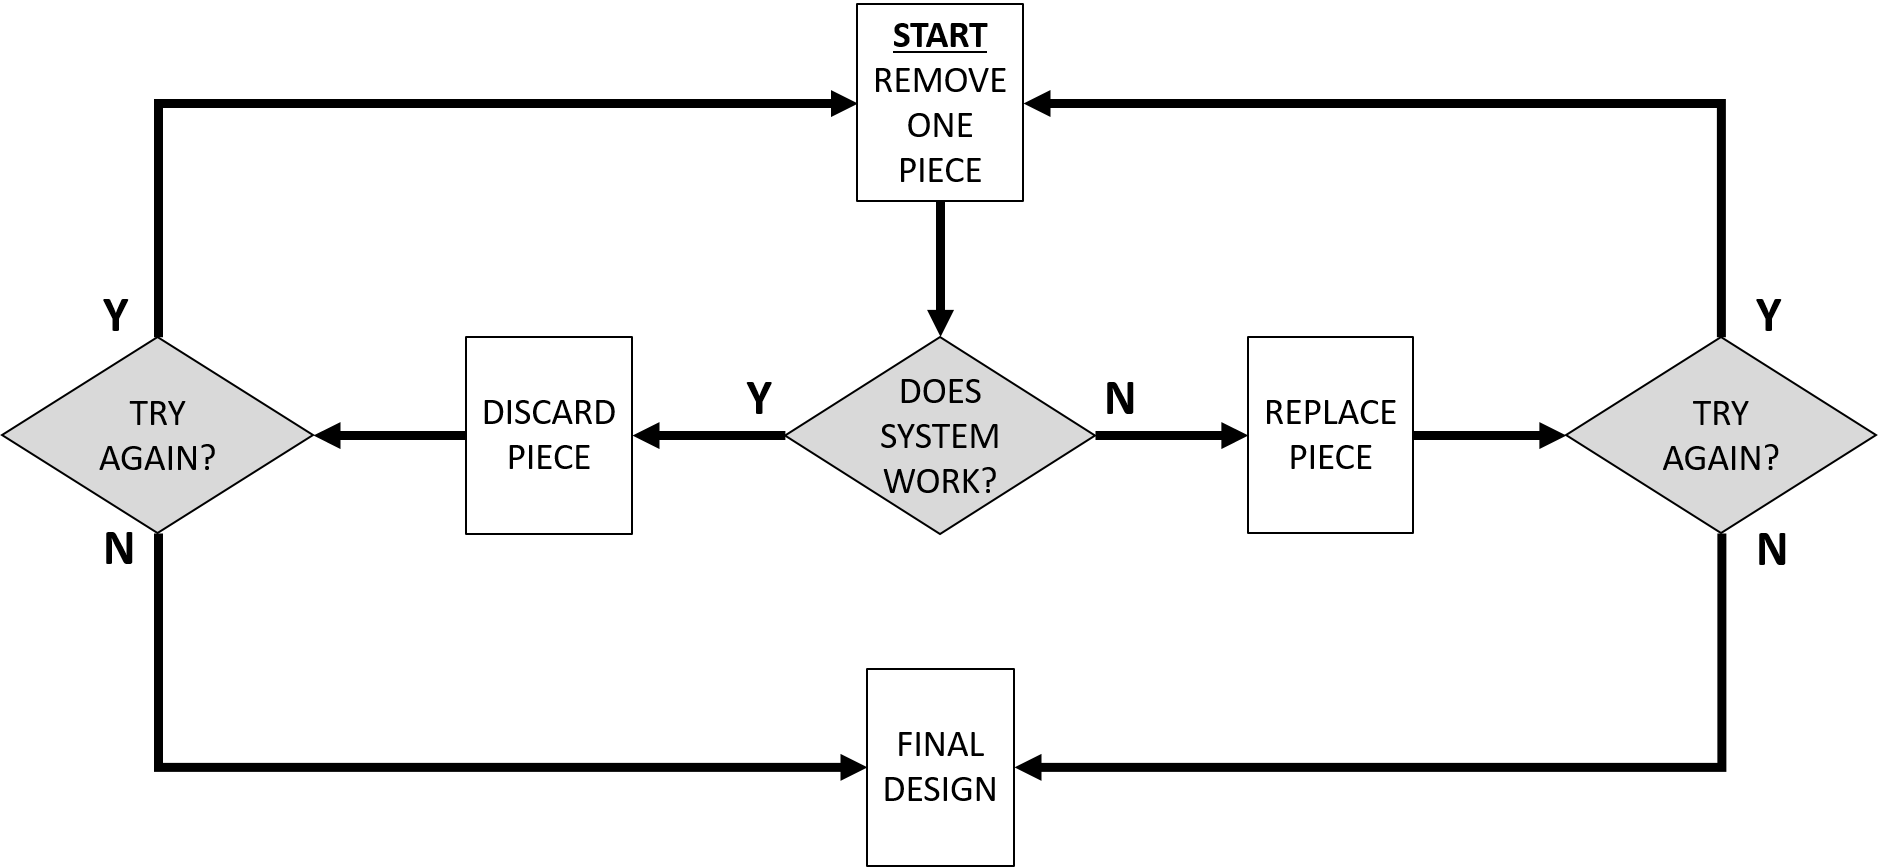 START
REMOVE
ONE
PIECE
Y
Y
TRY
AGAIN?
DISCARD
PIECE
Y
DOES
SYSTEM
WORK?
N
REPLACE
PIECE
TRY
AGAIN?
N
N
FINAL
DESIGN